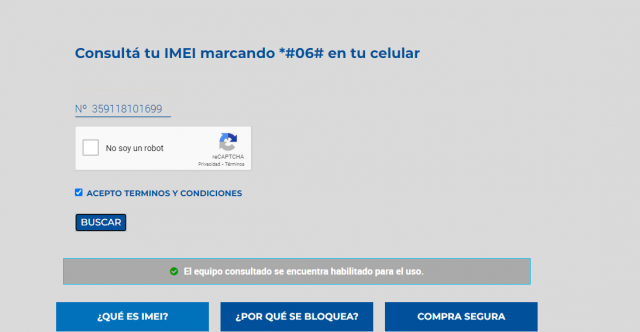 Consultá tu IMEI marcando *#06# en tu celular
Nº 359118101699
No soy un robot
reCAPTCHA
Privacidad • Términos
ACEPTO TERMINOS Y CONDICIONES
BUSCAR
El equipo consultado se encuentra habilitado para el uso.
¿QUÉ ES IMEI?
¿POR QUÉ SE BLOQUEA?
COMPRA SEGURA